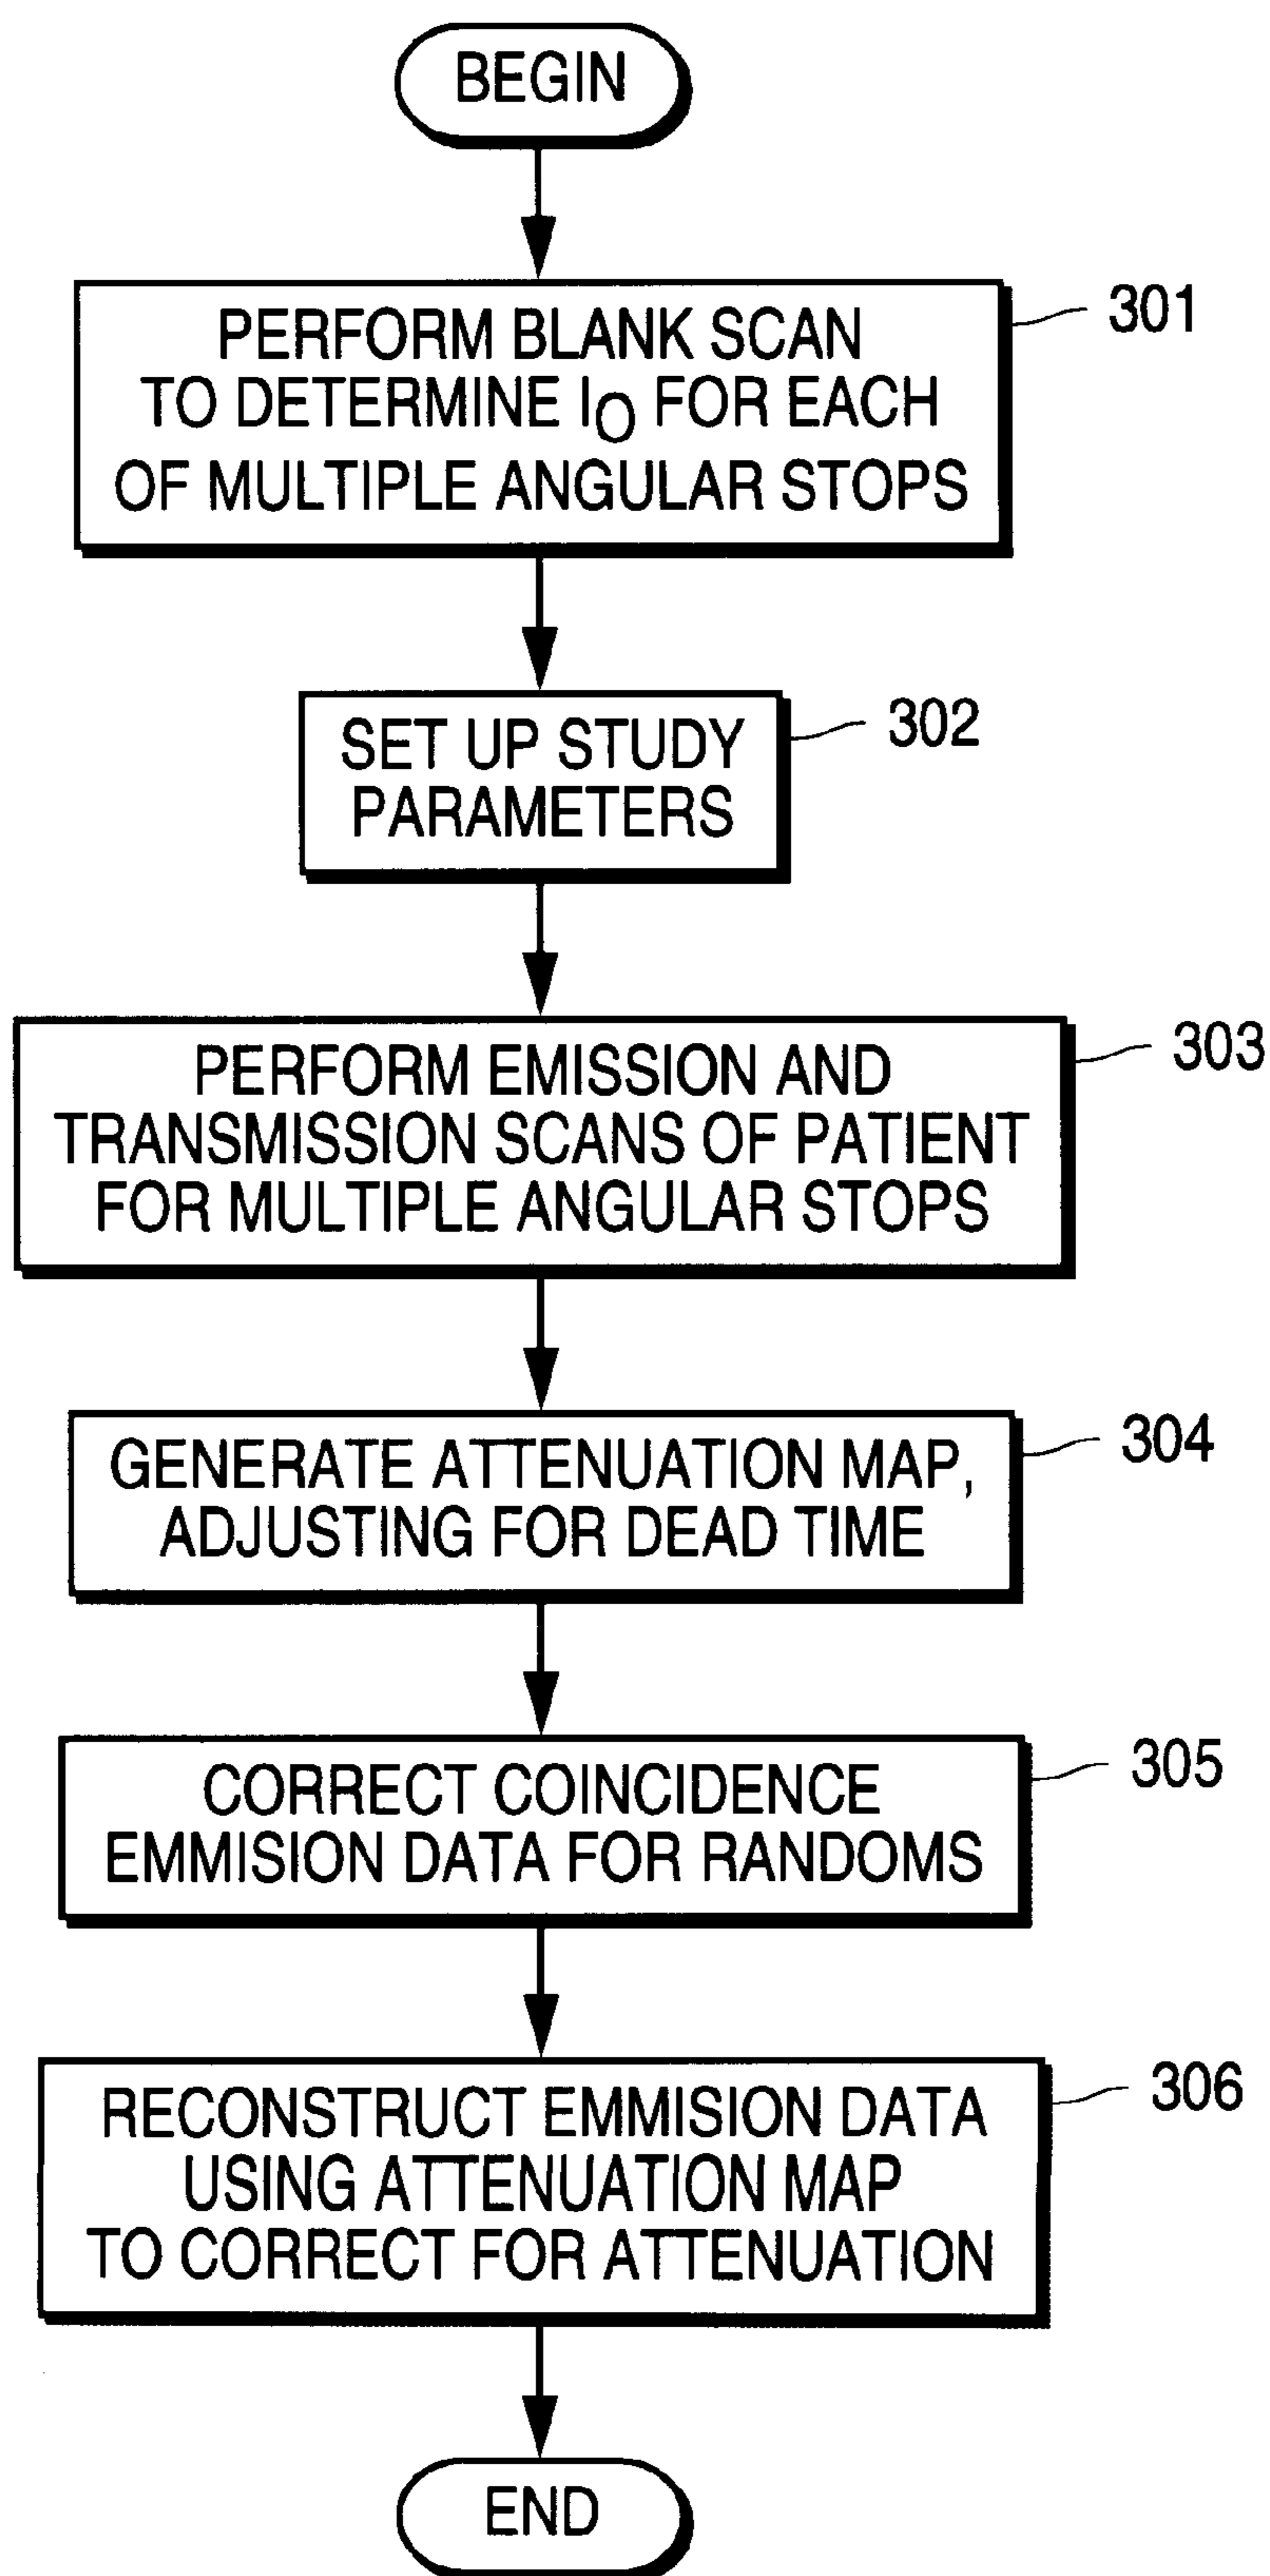 BEGIN
PERFORM BLANK SCAN
TO DETERMINE IO FOR EACH
OF MULTIPLE ANGULAR STOPS
301
SET UP STUDY
PARAMETERS
302
PERFORM EMISSION AND
TRANSMISSION SCANS OF PATIENT
FOR MULTIPLE ANGULAR STOPS
303
GENERATE ATTENUATION MAP,
ADJUSTING FOR DEAD TIME
304
CORRECT COINCIDENCE
EMMISION DATA FOR RANDOMS
305
RECONSTRUCT EMMISION DATA
USING ATTENUATION MAP
TO CORRECT FOR ATTENUATION
306
END